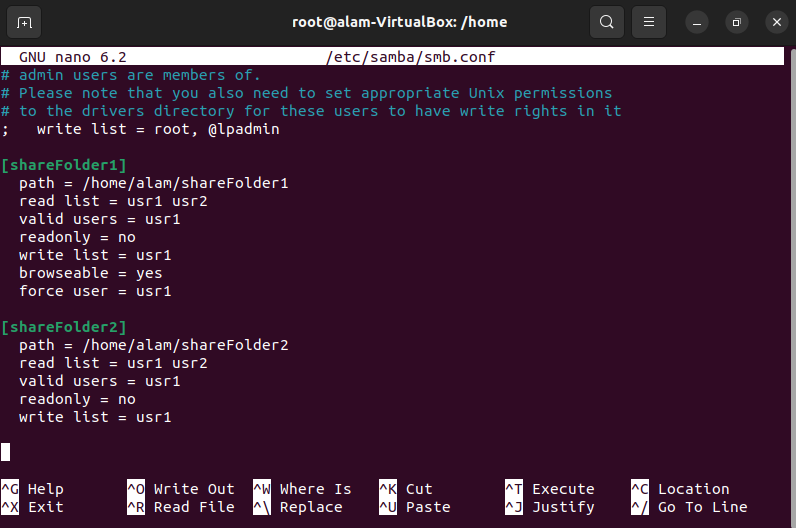 root@alam-VirtualBox: /home
GNU nano 6.2 /etc/samba/smb.conf
# admin users are members of.
# Please note that you also need to set appropriate Unix permissions
# to the drivers directory for these users to have write rights in it
;   write list = root, @lpadmin
[shareFolder1]
  path = /home/alam/shareFolder1
  read list = usr1 usr2
  valid users = usr1
  readonly = no
  write list = usr1
  browseable = yes
  force user = usr1
[shareFolder2]
  path = /home/alam/shareFolder2
  read list = usr1 usr2
  valid users = usr1
  readonly = no
  write list = usr1
^G Help ^O Write Out ^W Where Is ^K Cut ^T Execute ^C Location
^X Exit ^R Read File ^\ Replace ^U Paste ^J Justify ^/ Go To Line